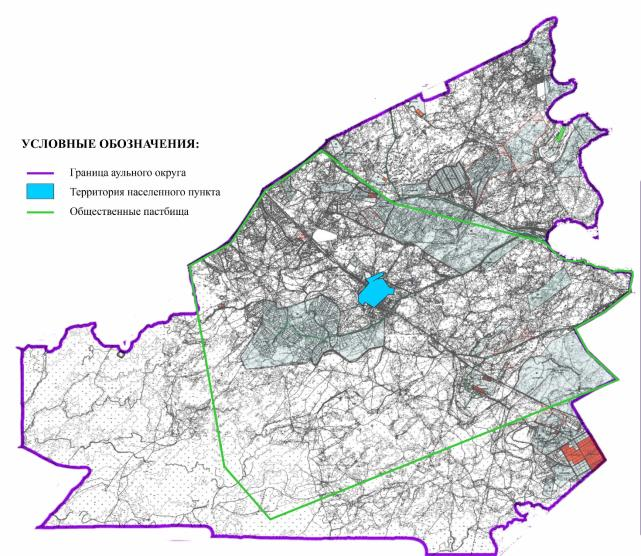 УСЛОВНЫЕ ОБОЗНАЧЕНИЯ:
Граница аульного округа
Территория населенного пункта
Общественные пастбища